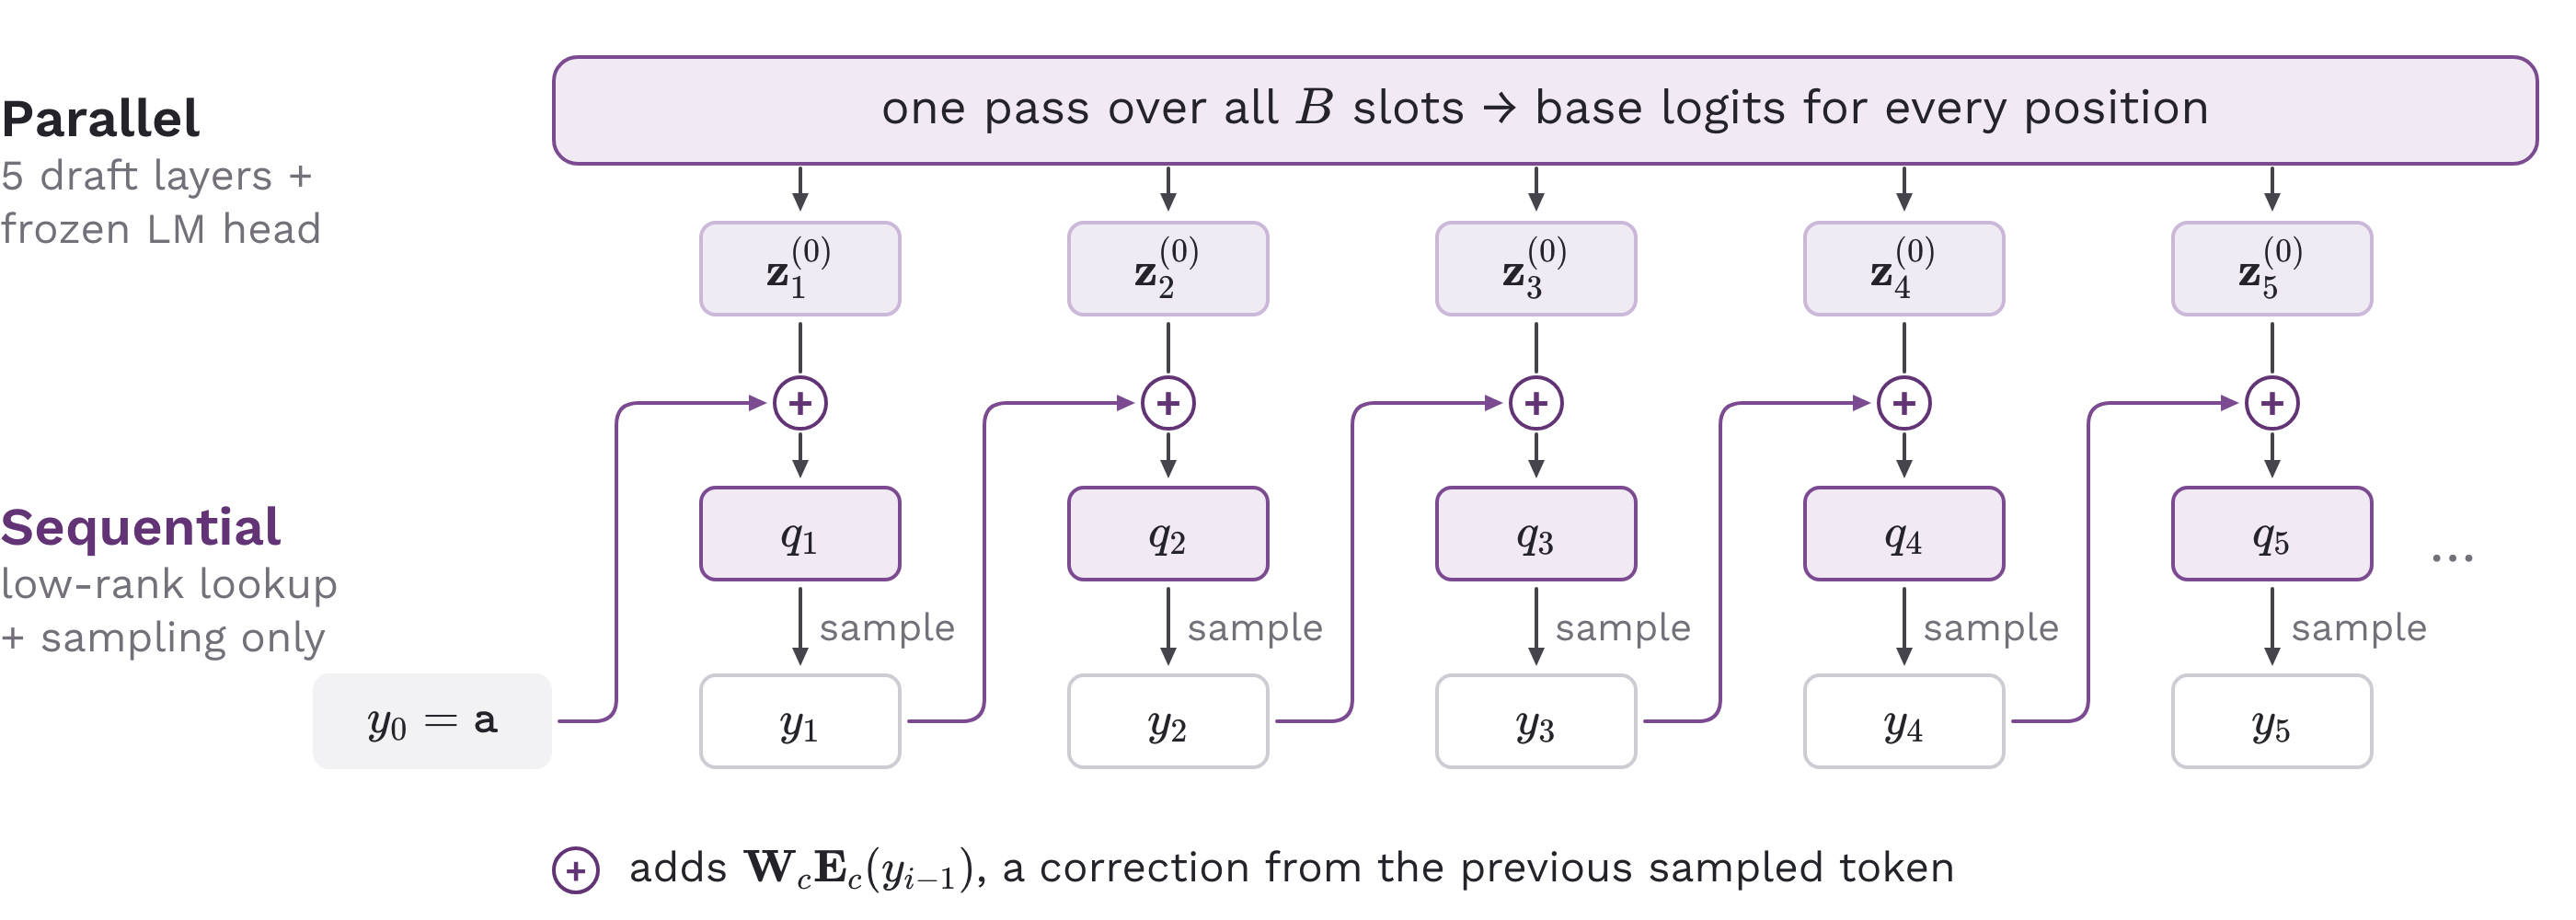 one pass over all B slots → base logits for every position
Parallel
5 draft layers +
frozen LM head
z₁⁽⁰⁾ z₂⁽⁰⁾ z₃⁽⁰⁾ z₄⁽⁰⁾ z₅⁽⁰⁾
+ + + + +
Sequential
low-rank lookup
+ sampling only
q₁ q₂ q₃ q₄ q₅ ...
sample sample sample sample sample
y₀ = a y₁ y₂ y₃ y₄ y₅
+ adds W_cE_c(y_{i−1}), a correction from the previous sampled token